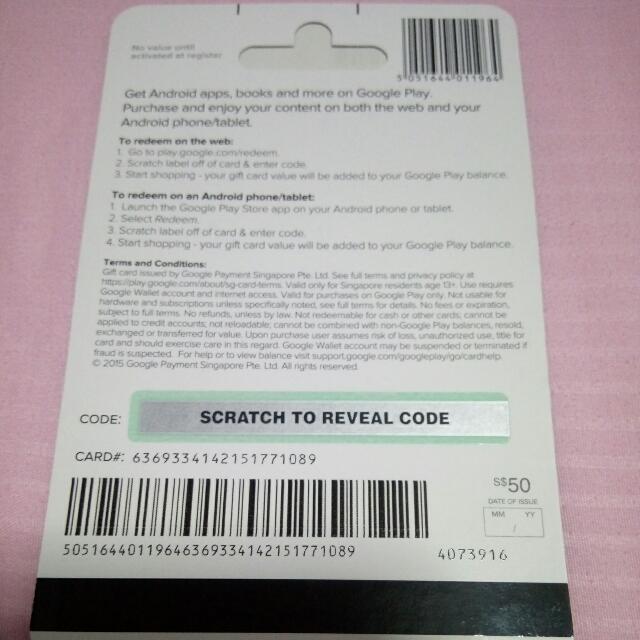 No value until
activated at register
5 051644 011964
Get Android apps, books and more on Google Play.
Purchase and enjoy your content on both the web and your
Android phone/tablet.
To redeem on the web:
1. Go to play.google.com/redeem.
2. Scratch label off of card & enter code.
3. Start shopping - your gift card value will be added to your Google Play balance.
To redeem on an Android phone/tablet:
1. Launch the Google Play Store app on your Android phone or tablet.
2. Select Redeem.
3. Scratch label off of card & enter code.
4. Start shopping - your gift card value will be added to your Google Play balance.
Terms and Conditions:
Gift card issued by Google Payment Singapore Pte. Ltd. See full terms and privacy policy at
https://play.google.com/about/sg-card-terms. Valid only for Singapore residents age 13+. Use requires
Google Wallet account and internet access. Valid for purchases on Google Play only. Not usable for
hardware and subscriptions unless specifically noted, see full terms for details. No fees or expiration,
subject to full terms. No refunds, unless by law. Not redeemable for cash or other cards; cannot be
applied to credit accounts; not reloadable; cannot be combined with non-Google Play balances, resold,
exchanged or transferred for value. Upon purchase user assumes risk of loss, unauthorized use, title for
card and should exercise care in this regard. Google Wallet account may be suspended or terminated if
fraud is suspected. For help or to view balance visit support.google.com/googleplay/go/cardhelp.
© 2015 Google Payment Singapore Pte. Ltd. All rights reserved.
CODE: SCRATCH TO REVEAL CODE
CARD#: 6369334142151771089
S$50
DATE OF ISSUE
MM YY
/
50516440119646369334142151771089
4073916